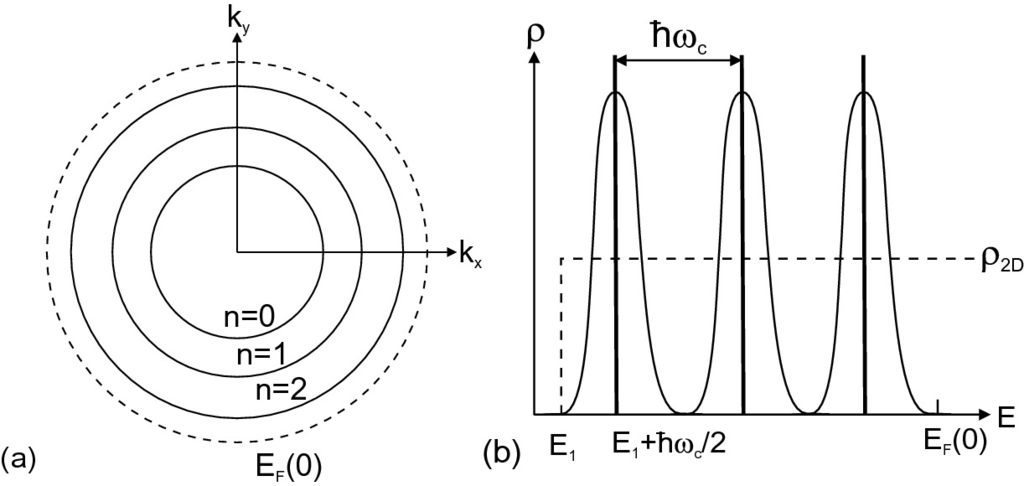 k_y
k_x
n=0
n=1
n=2
E_F(0)
(a)
ρ
ħω_c
ρ_2D
E
E_1
E_1+ħω_c/2
E_F(0)
(b)